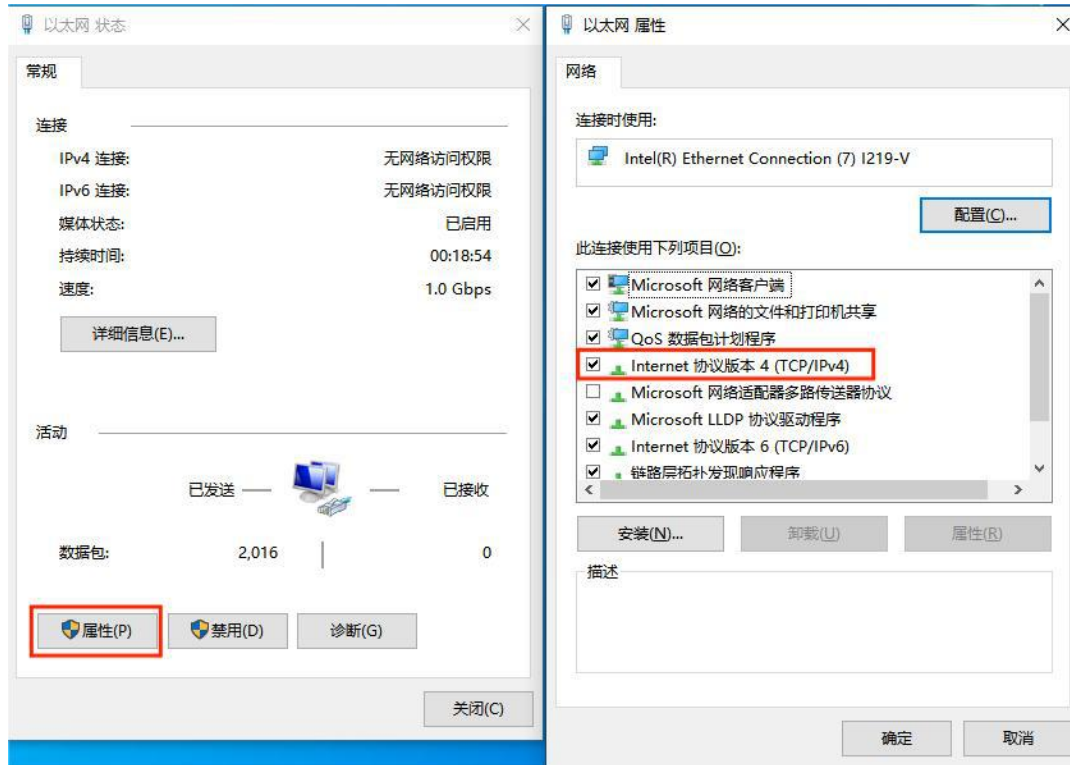 以太网 状态
常规
连接
IPv4 连接: 无网络访问权限
IPv6 连接: 无网络访问权限
媒体状态: 已启用
持续时间: 00:18:54
速度: 1.0 Gbps
详细信息(E)...
活动
已发送 已接收
数据包: 2,016 0
属性(P) 禁用(D) 诊断(G)
关闭(C)
以太网 属性
网络
连接时使用:
Intel(R) Ethernet Connection (7) I219-V
配置(C)...
此连接使用下列项目(O):
Microsoft 网络客户端
Microsoft 网络的文件和打印机共享
QoS 数据包计划程序
Internet 协议版本 4 (TCP/IPv4)
Microsoft 网络适配器多路传送器协议
Microsoft LLDP 协议驱动程序
Internet 协议版本 6 (TCP/IPv6)
链路层拓扑发现响应程序
安装(N)... 卸载(U) 属性(R)
描述
确定 取消